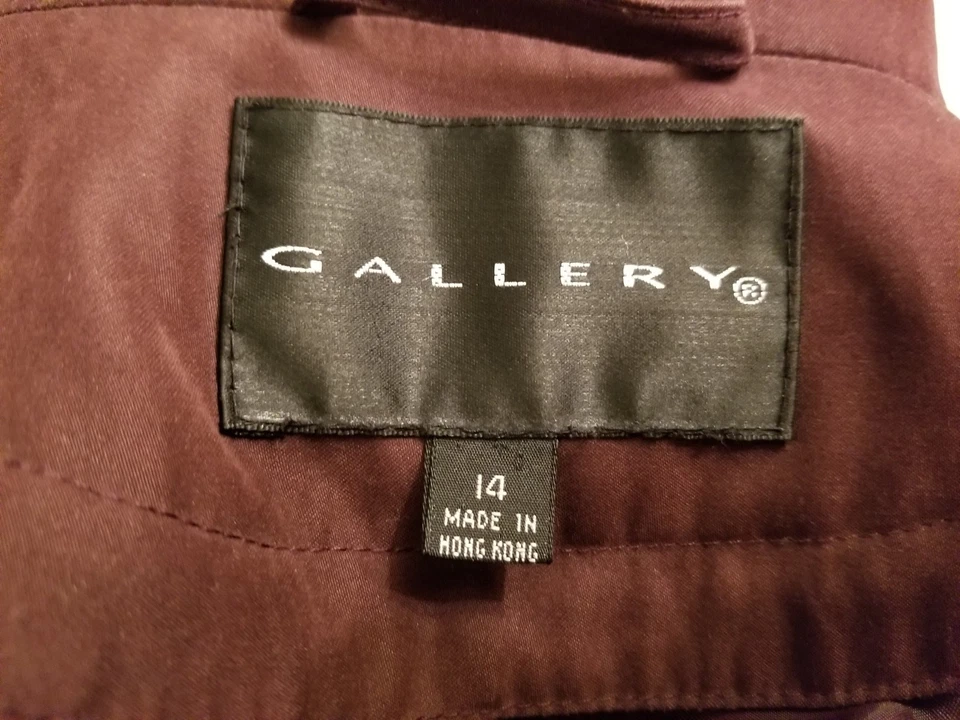 GALLERY®
14
MADE IN
HONG KONG